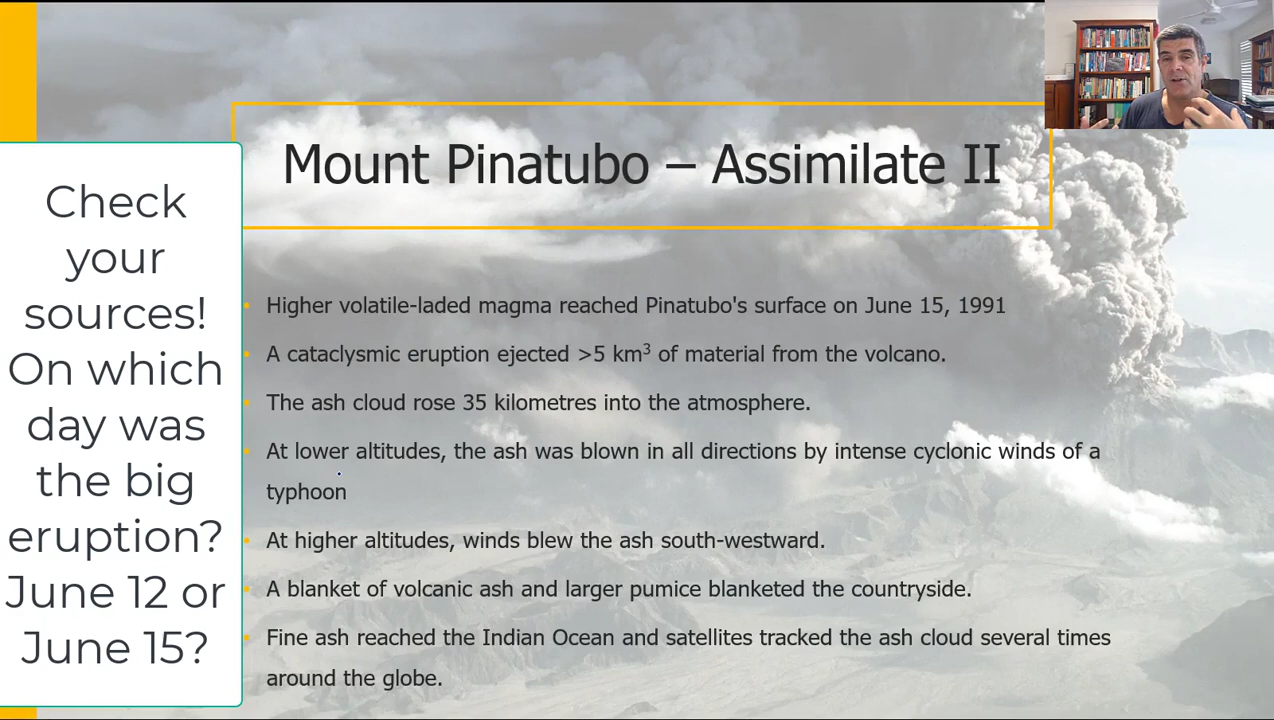 Mount Pinatubo – Assimilate II
Check
your
sources!
On which
day was
the big
eruption?
June 12 or
June 15?
• Higher volatile-laded magma reached Pinatubo's surface on June 15, 1991
• A cataclysmic eruption ejected >5 km³ of material from the volcano.
• The ash cloud rose 35 kilometres into the atmosphere.
• At lower altitudes, the ash was blown in all directions by intense cyclonic winds of a
typhoon
• At higher altitudes, winds blew the ash south-westward.
• A blanket of volcanic ash and larger pumice blanketed the countryside.
• Fine ash reached the Indian Ocean and satellites tracked the ash cloud several times
around the globe.